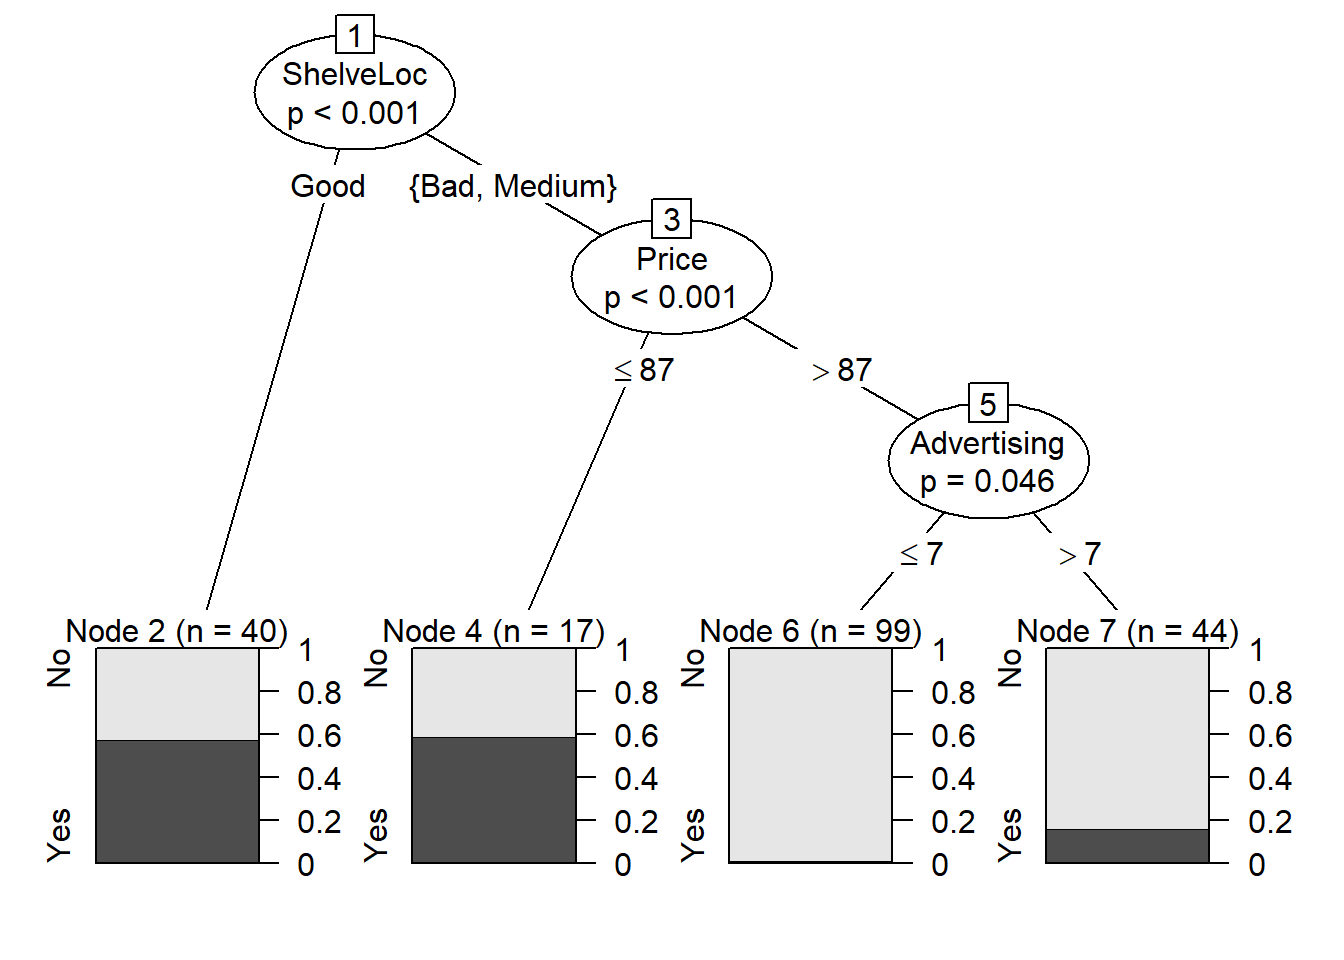 1
ShelveLoc
p < 0.001
Good
{Bad, Medium}
3
Price
p < 0.001
≤ 87
> 87
5
Advertising
p = 0.046
≤ 7
> 7
Node 2 (n = 40)
No
Yes
1
0.8
0.6
0.4
0.2
0
Node 4 (n = 17)
No
Yes
1
0.8
0.6
0.4
0.2
0
Node 6 (n = 99)
No
Yes
1
0.8
0.6
0.4
0.2
0
Node 7 (n = 44)
No
Yes
1
0.8
0.6
0.4
0.2
0